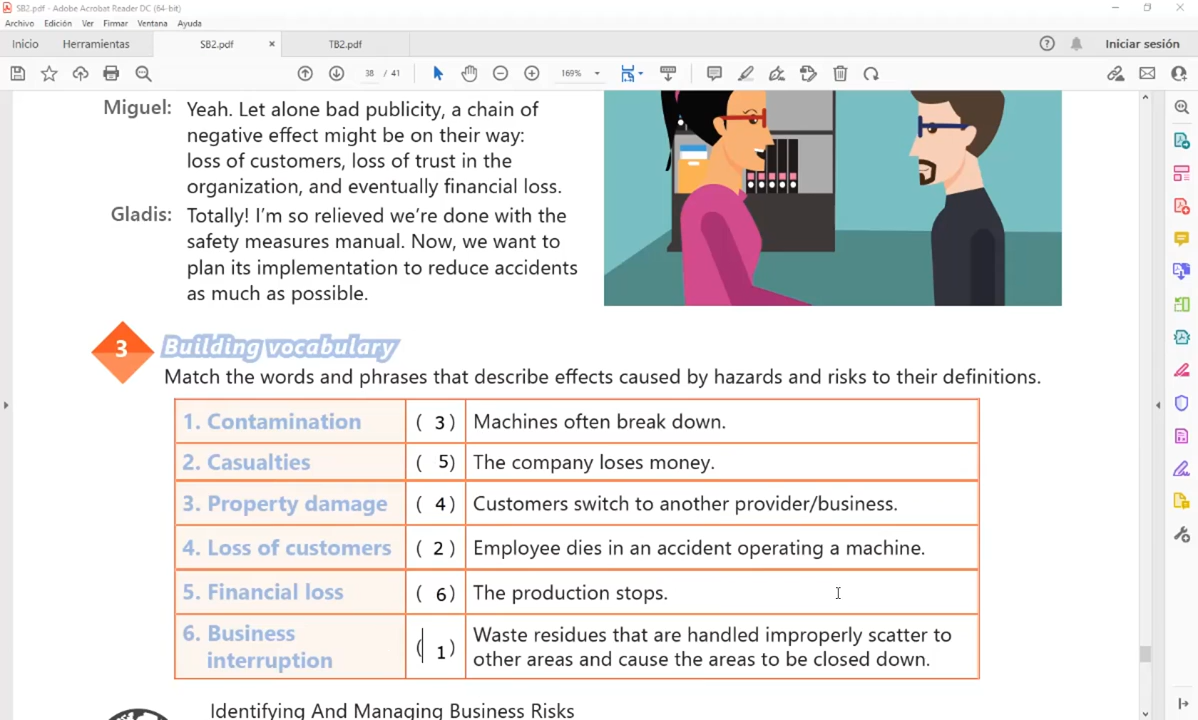 SB2.pdf - Adobe Acrobat Reader DC (64-bit)
Archivo Edición Ver Firmar Ventana Ayuda
Inicio Herramientas SB2.pdf × TB2.pdf Iniciar sesión
38 / 41 169%
Miguel: Yeah. Let alone bad publicity, a chain of
negative effect might be on their way:
loss of customers, loss of trust in the
organization, and eventually financial loss.
Gladis: Totally! I'm so relieved we're done with the
safety measures manual. Now, we want to
plan its implementation to reduce accidents
as much as possible.
3 Building vocabulary
Match the words and phrases that describe effects caused by hazards and risks to their definitions.
1. Contamination ( 3 ) Machines often break down.
2. Casualties ( 5 ) The company loses money.
3. Property damage ( 4 ) Customers switch to another provider/business.
4. Loss of customers ( 2 ) Employee dies in an accident operating a machine.
5. Financial loss ( 6 ) The production stops.
6. Business interruption ( 1 ) Waste residues that are handled improperly scatter to
other areas and cause the areas to be closed down.
Identifying And Managing Business Risks